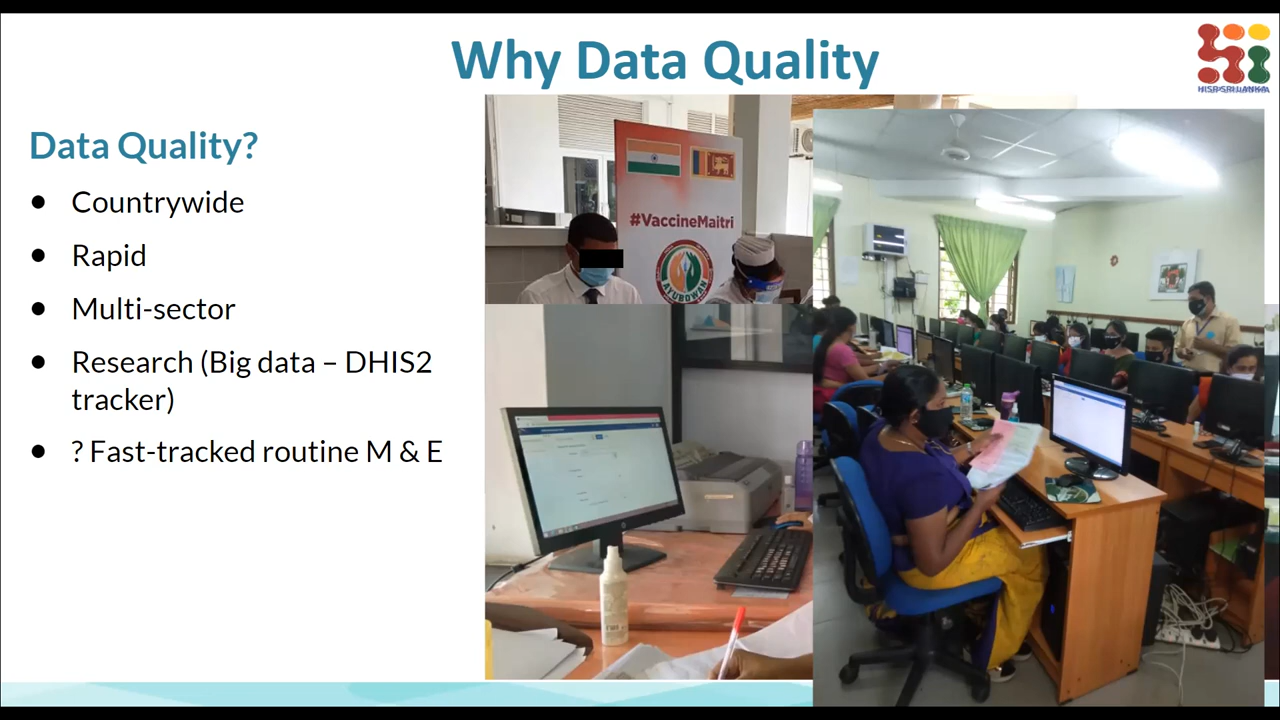 Why Data Quality
HISP SRI LANKA
Data Quality?
● Countrywide
● Rapid
● Multi-sector
● Research (Big data – DHIS2
tracker)
● ? Fast-tracked routine M & E
#VaccineMaitri
AYUBOWAN